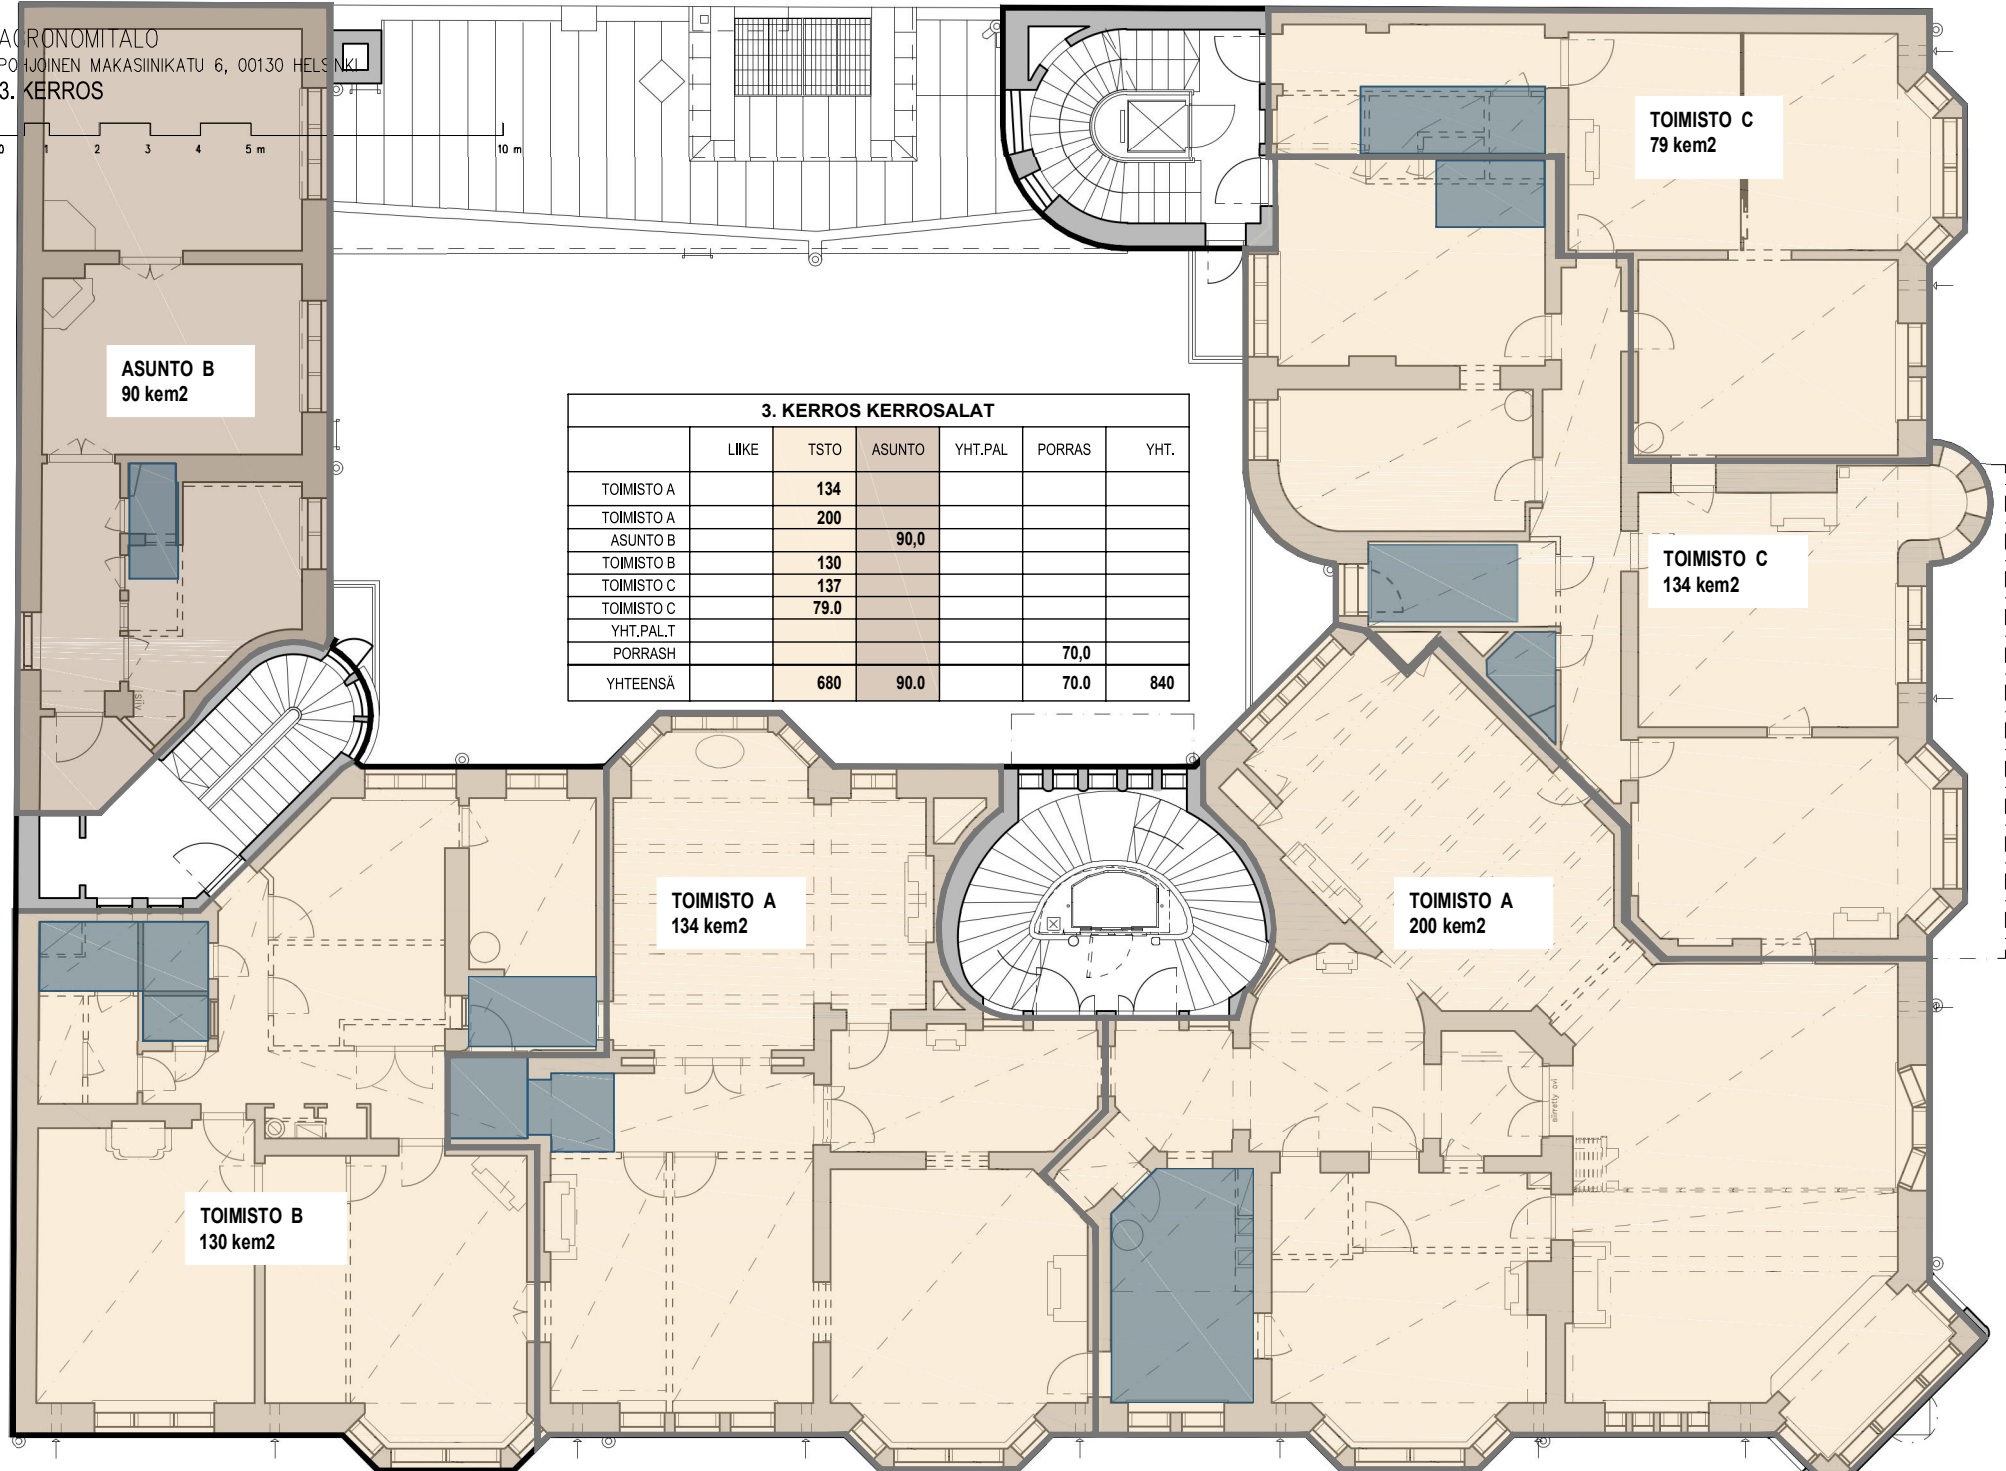 AGRONOMITALO
POHJOINEN MAKASIINIKATU 6, 00130 HELSINKI
3. KERROS
0 1 2 3 4 5 m 10 m
TOIMISTO C
79 kem2
ASUNTO B
90 kem2
3. KERROS KERROSALAT
LIIKE TSTO ASUNTO YHT.PAL PORRAS YHT.
TOIMISTO A 134
TOIMISTO A 200
ASUNTO B 90,0
TOIMISTO B 130
TOIMISTO C 137
TOIMISTO C 79.0
YHT.PAL.T
PORRASH 70,0
YHTEENSÄ 680 90.0 70.0 840
TOIMISTO C
134 kem2
TOIMISTO A
134 kem2
TOIMISTO A
200 kem2
TOIMISTO B
130 kem2